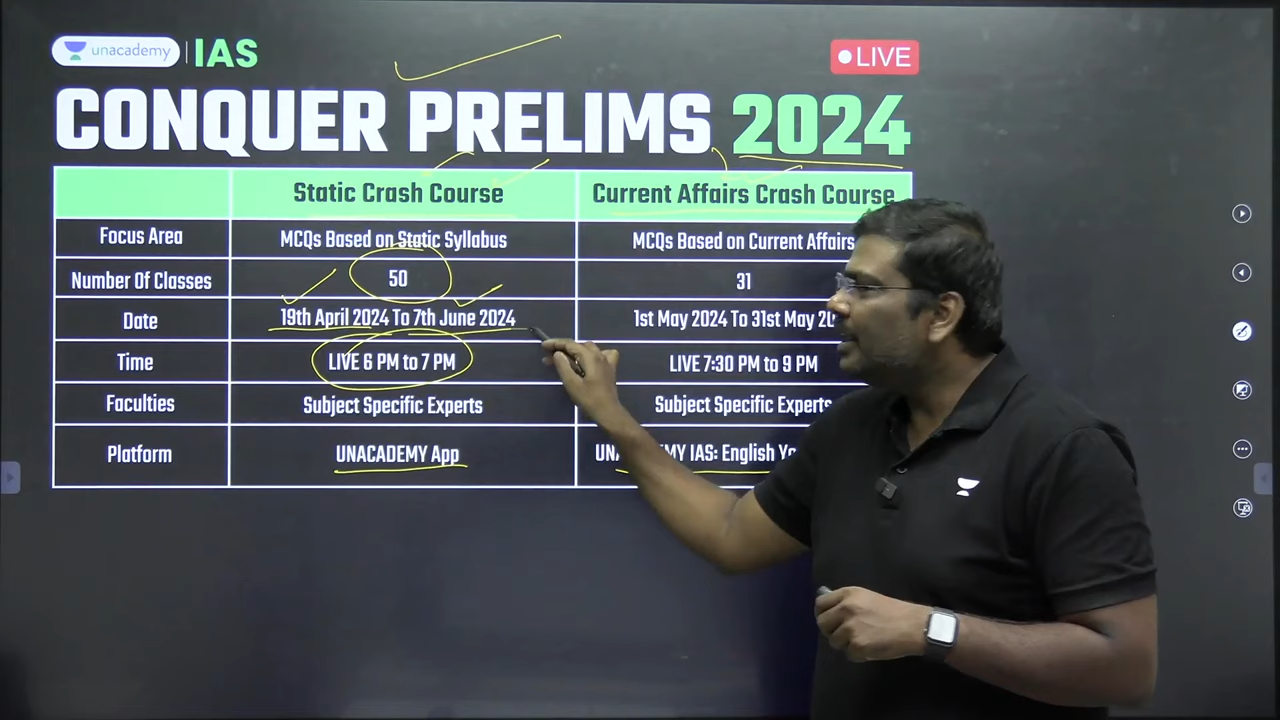 unacademy IAS
LIVE
CONQUER PRELIMS 2024
Static Crash Course Current Affairs Crash Course
Focus Area MCQs Based on Static Syllabus MCQs Based on Current Affairs
Number Of Classes 50 31
Date 19th April 2024 To 7th June 2024 1st May 2024 To 31st May
Time LIVE 6 PM to 7 PM LIVE 7:30 PM to 9 PM
Faculties Subject Specific Experts Subject Specific Experts
Platform UNACADEMY App IAS: English